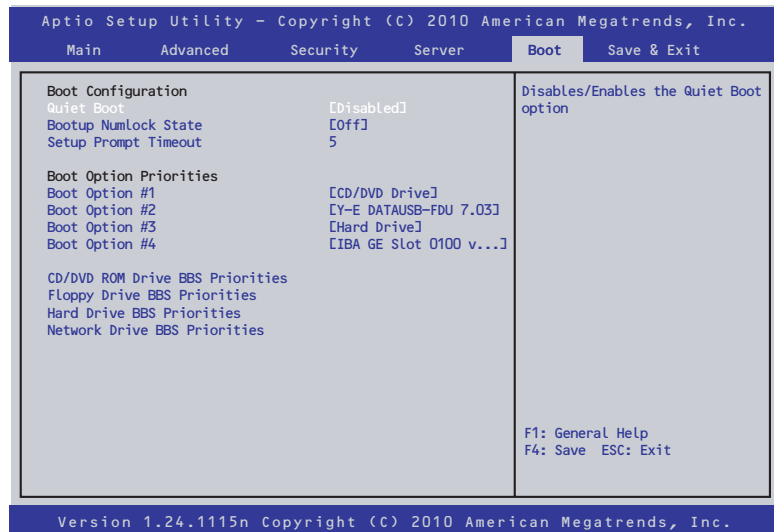 Aptio Setup Utility – Copyright (C) 2010 American Megatrends, Inc.
Main Advanced Security Server Boot Save & Exit
Boot Configuration
Quiet Boot [Disabled]
Bootup Numlock State [Off]
Setup Prompt Timeout 5
Boot Option Priorities
Boot Option #1 [CD/DVD Drive]
Boot Option #2 [Y-E DATAUSB-FDU 7.03]
Boot Option #3 [Hard Drive]
Boot Option #4 [IBA GE Slot 0100 v...]
CD/DVD ROM Drive BBS Priorities
Floppy Drive BBS Priorities
Hard Drive BBS Priorities
Network Drive BBS Priorities
Disables/Enables the Quiet Boot
option
F1: General Help
F4: Save ESC: Exit
Version 1.24.1115n Copyright (C) 2010 American Megatrends, Inc.